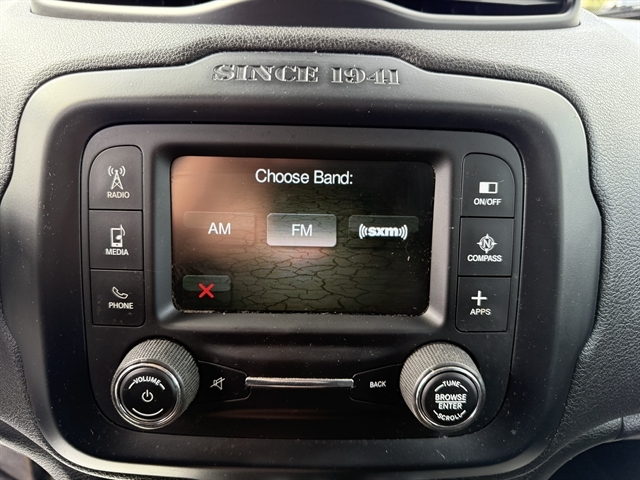 SINCE 1941
Choose Band:
AM
FM
((sxm))
RADIO
MEDIA
PHONE
ON/OFF
N
COMPASS
APPS
VOLUME
BACK
TUNE
BROWSE
ENTER
SCROLL